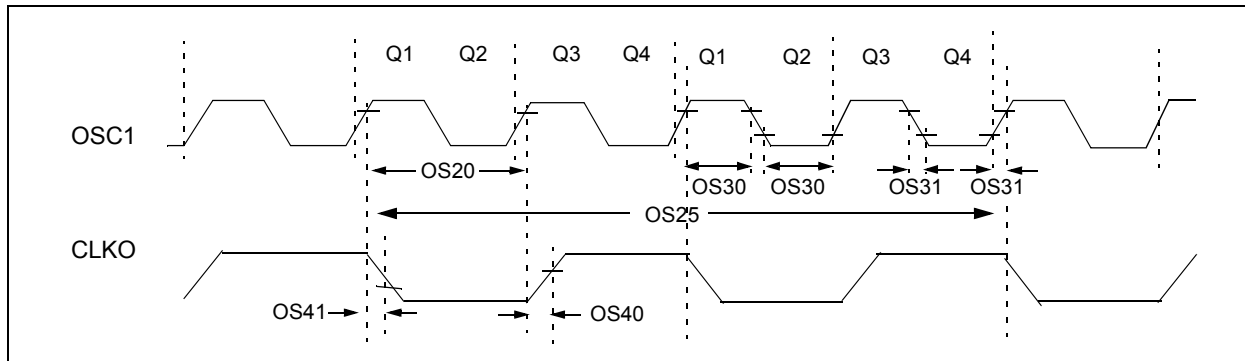 Q1 Q2 Q3 Q4 Q1 Q2 Q3 Q4
OSC1
OS20 OS30 OS30 OS31 OS31
OS25
CLKO
OS41 OS40